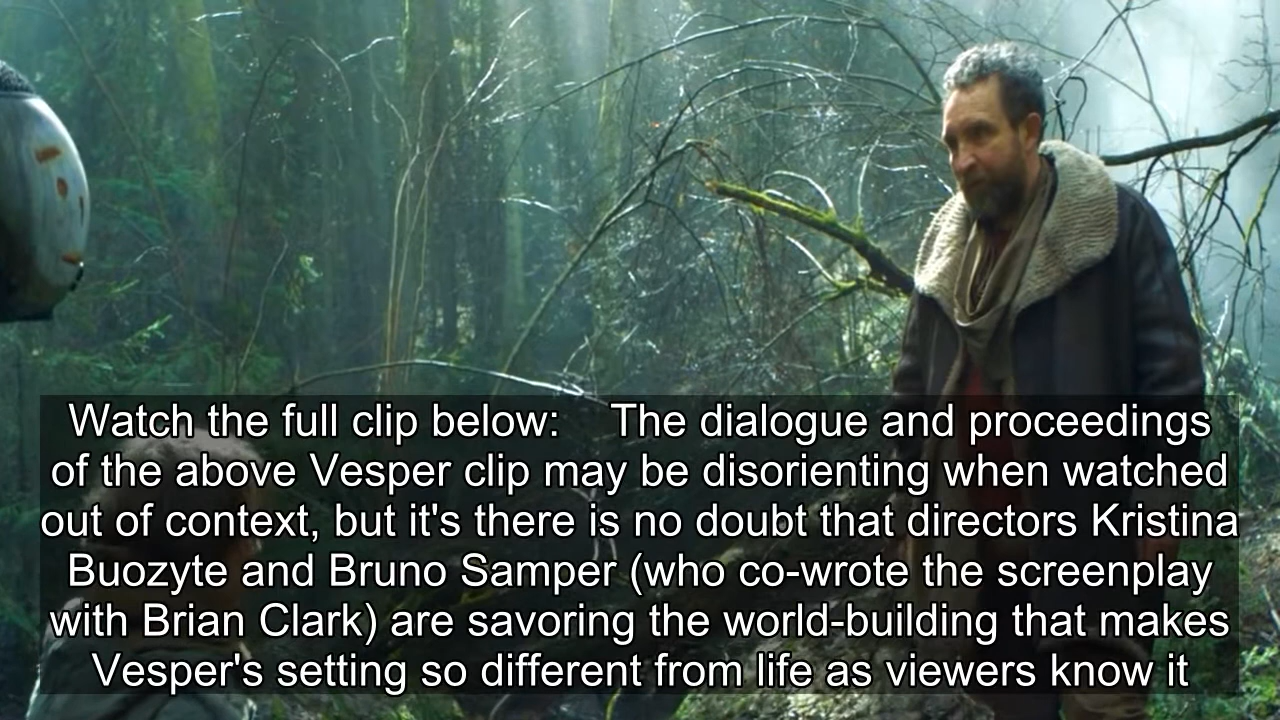 Watch the full clip below: The dialogue and proceedings
of the above Vesper clip may be disorienting when watched
out of context, but it's there is no doubt that directors Kristina
Buozyte and Bruno Samper (who co-wrote the screenplay
with Brian Clark) are savoring the world-building that makes
Vesper's setting so different from life as viewers know it